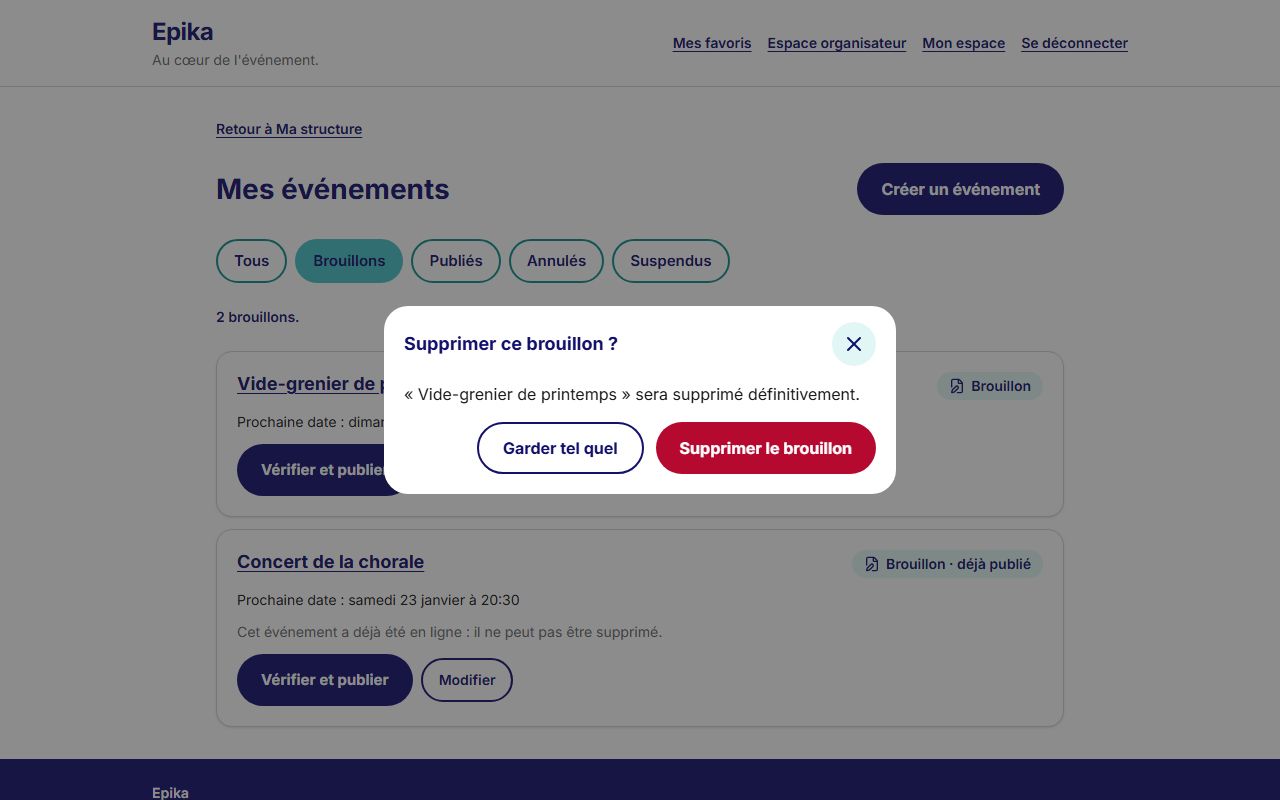 Epika
Au cœur de l'événement.
Mes favoris
Espace organisateur
Mon espace
Se déconnecter
Retour à Ma structure
Mes événements
Créer un événement
Tous
Brouillons
Publiés
Annulés
Suspendus
2 brouillons.
Supprimer ce brouillon ?
« Vide-grenier de printemps » sera supprimé définitivement.
Garder tel quel
Supprimer le brouillon
Vide-grenier de
Brouillon
Prochaine date :
Vérifier et publier
Concert de la chorale
Brouillon · déjà publié
Prochaine date : samedi 23 janvier à 20:30
Cet événement a déjà été en ligne : il ne peut pas être supprimé.
Vérifier et publier
Modifier
Epika